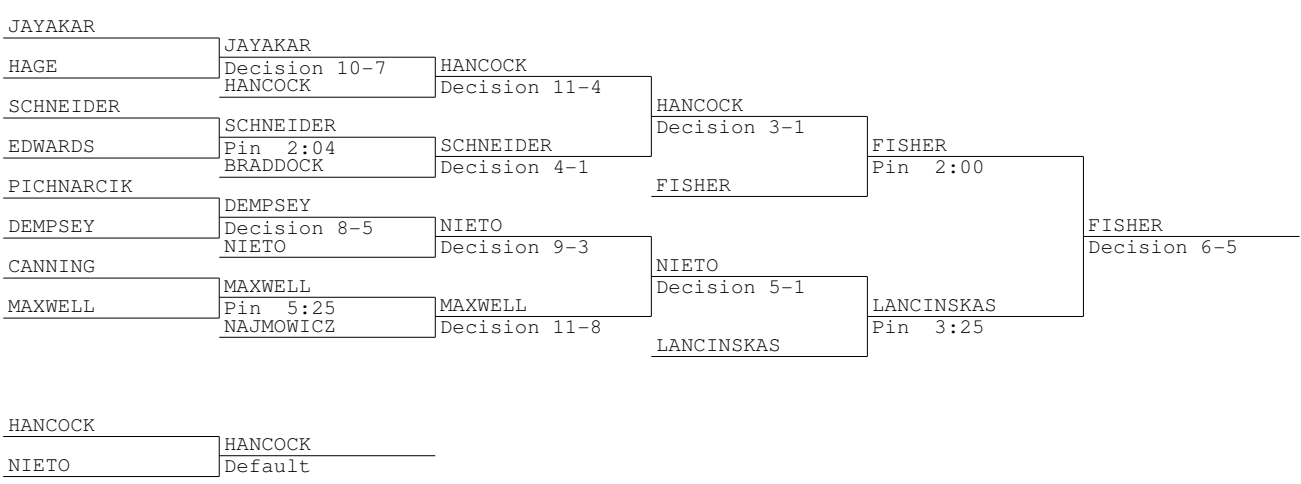 JAYAKAR
HAGE
SCHNEIDER
EDWARDS
PICHNARCIK
DEMPSEY
CANNING
MAXWELL
JAYAKAR
Decision 10-7
HANCOCK
SCHNEIDER
Pin 2:04
BRADDOCK
DEMPSEY
Decision 8-5
NIETO
MAXWELL
Pin 5:25
NAJMOWICZ
HANCOCK
Decision 11-4
SCHNEIDER
Decision 4-1
NIETO
Decision 9-3
MAXWELL
Decision 11-8
HANCOCK
Decision 3-1
FISHER
NIETO
Decision 5-1
LANCINSKAS
FISHER
Pin 2:00
LANCINSKAS
Pin 3:25
FISHER
Decision 6-5
HANCOCK
NIETO
HANCOCK
Default